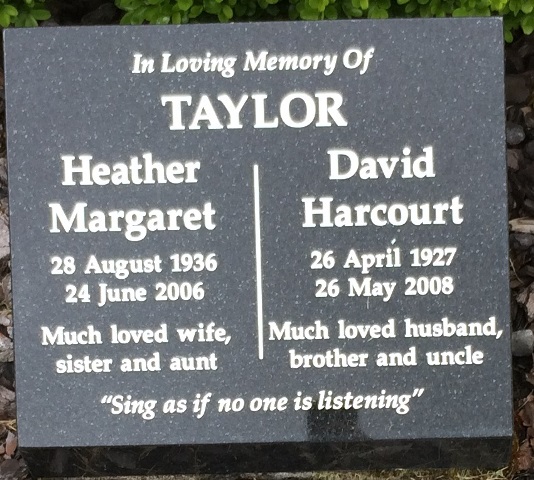 In Loving Memory Of
TAYLOR
Heather
Margaret
28 August 1936
24 June 2006
Much loved wife,
sister and aunt
David
Harcourt
26 April 1927
26 May 2008
Much loved husband,
brother and uncle
"Sing as if no one is listening"